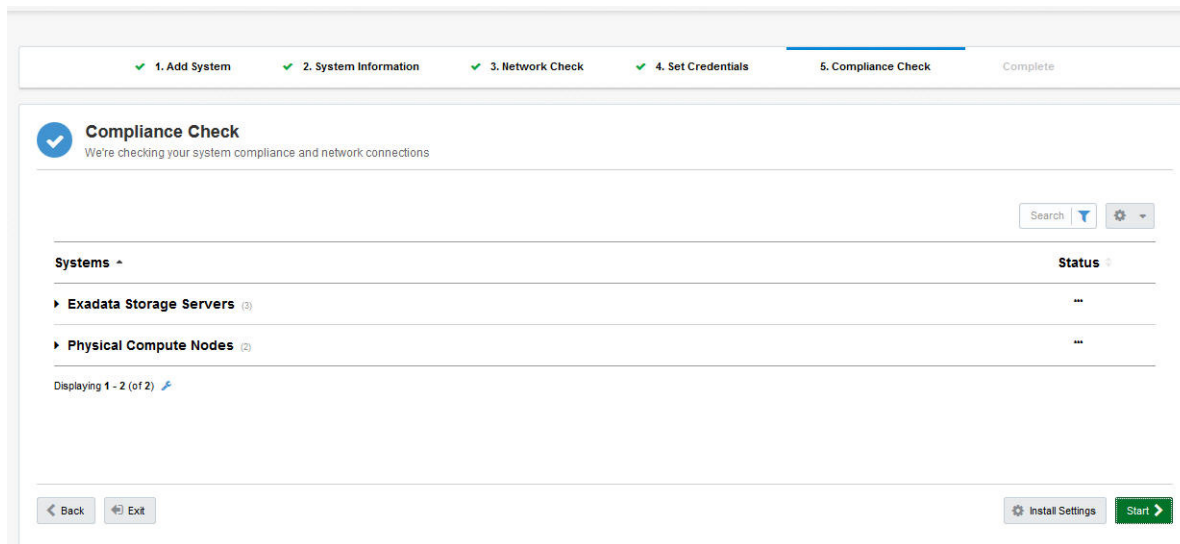 1. Add System 2. System Information 3. Network Check 4. Set Credentials 5. Compliance Check Complete
Compliance Check
We're checking your system compliance and network connections
Search
Systems Status
Exadata Storage Servers (3) ...
Physical Compute Nodes (2) ...
Displaying 1 - 2 (of 2)
Back Exit Install Settings Start